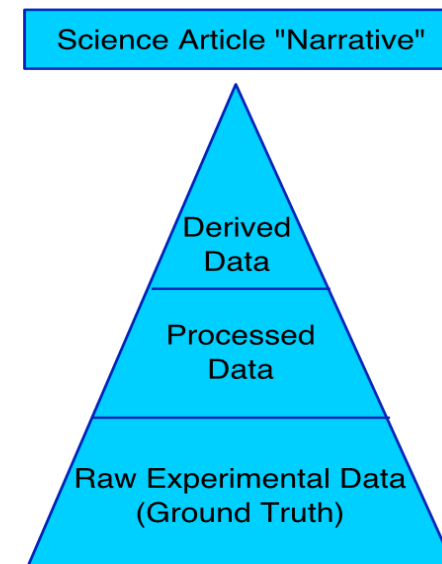 Science Article "Narrative"
Derived
Data
Processed
Data
Raw Experimental Data
(Ground Truth)